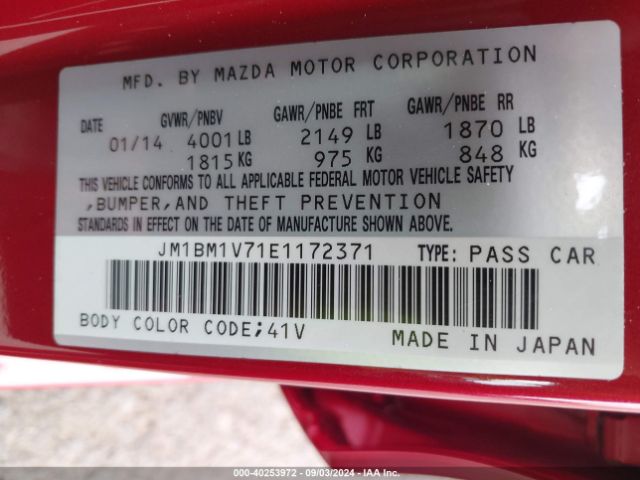 MFD. BY MAZDA MOTOR CORPORATION
DATE GVWR/PNBV GAWR/PNBE FRT GAWR/PNBE RR
01/14 4001 LB 2149 LB 1870 LB
1815 KG 975 KG 848 KG
THIS VEHICLE CONFORMS TO ALL APPLICABLE FEDERAL MOTOR VEHICLE SAFETY
,BUMPER,AND THEFT PREVENTION
STANDARDS IN EFFECT ON THE DATE OF MANUFACTURE SHOWN ABOVE.
JM1BM1V71E1172371 TYPE: PASS CAR
BODY COLOR CODE;41V MADE IN JAPAN
000-40253972 - 09/03/2024 - IAA Inc.